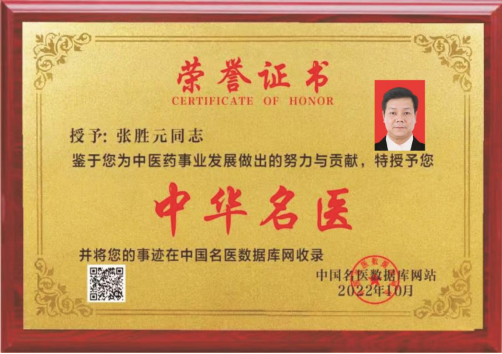 荣誉证书
CERTIFICATE OF HONOR
授予: 张胜元同志
鉴于您为中医药事业发展做出的努力与贡献，特授予您
中华名医
并将您的事迹在中国名医数据库网收录
中国名医数据库网站
2022年10月